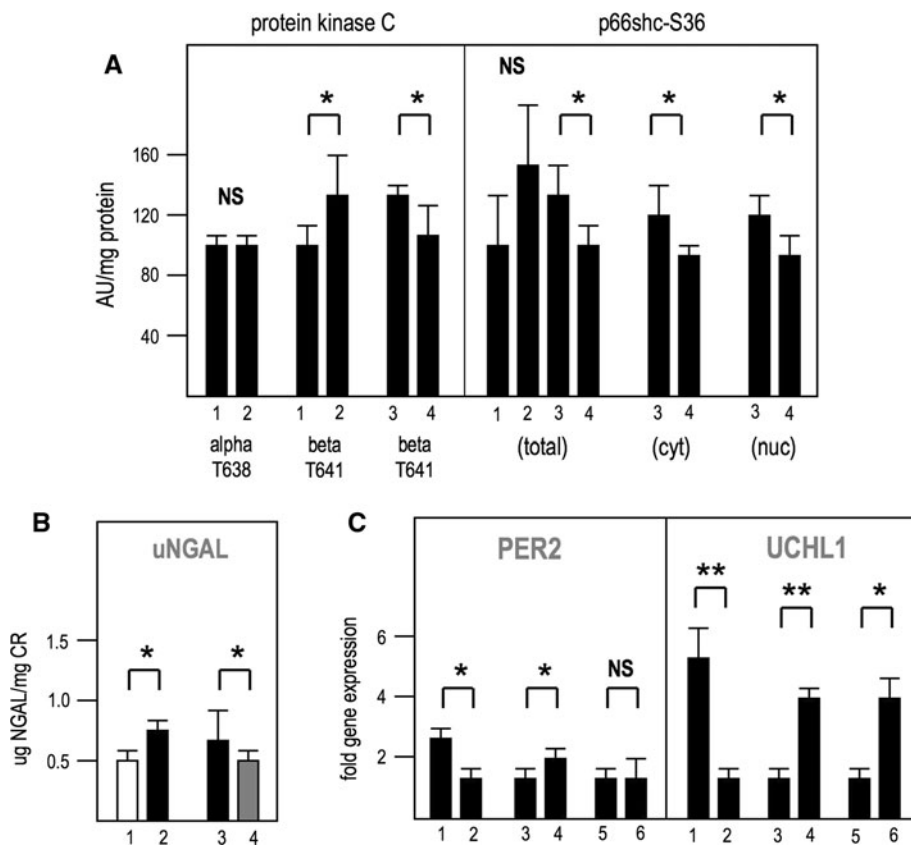 protein kinase C p66shc-S36
A
NS
* * * * *
160
NS
120
80
40
AU/mg protein
1 2 1 2 3 4 1 2 3 4 3 4 3 4
alpha beta beta (total) (cyt) (nuc)
T638 T641 T641
B
uNGAL
1.5
* *
1.0
0.5
ug NGAL/mg CR
1 2 3 4
C
PER2 UCHL1
** ** *
6
* * NS
4
2
fold gene expression
1 2 3 4 5 6 1 2 3 4 5 6